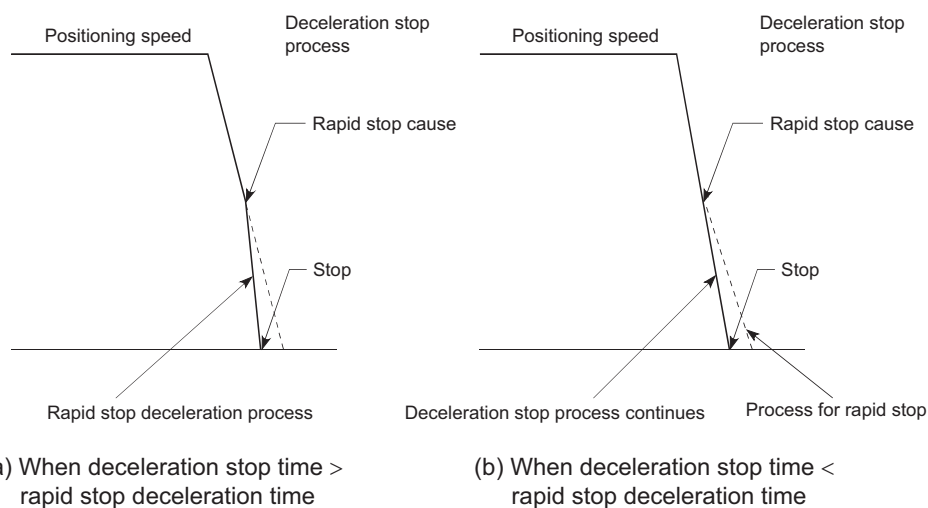 Positioning speed
Deceleration stop
process
Rapid stop cause
Stop
Rapid stop deceleration process
) When deceleration stop time >
rapid stop deceleration time
Positioning speed
Deceleration stop
process
Rapid stop cause
Stop
Deceleration stop process continues
Process for rapid stop
(b) When deceleration stop time <
rapid stop deceleration time